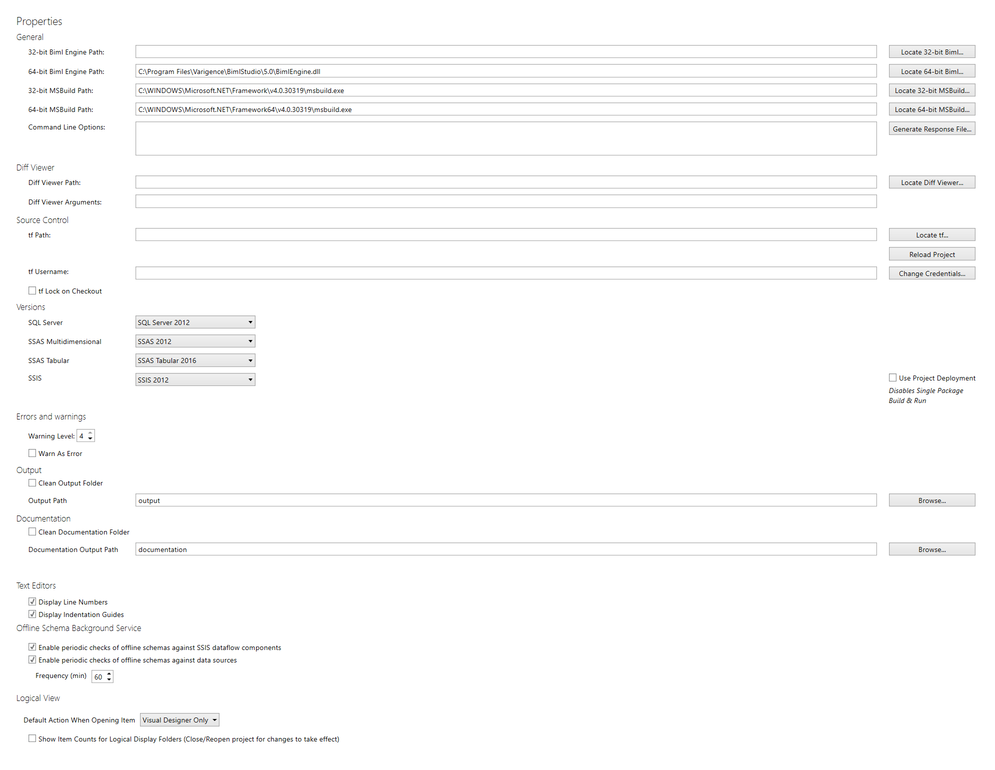 Properties
General
32-bit Biml Engine Path:
Locate 32-bit Biml...
64-bit Biml Engine Path:
C:\Program Files\Varigence\BimlStudio\5.0\BimlEngine.dll
Locate 64-bit Biml...
32-bit MSBuild Path:
C:\WINDOWS\Microsoft.NET\Framework\v4.0.30319\msbuild.exe
Locate 32-bit MSBuild...
64-bit MSBuild Path:
C:\WINDOWS\Microsoft.NET\Framework64\v4.0.30319\msbuild.exe
Locate 64-bit MSBuild...
Command Line Options:
Generate Response File...
Diff Viewer
Diff Viewer Path:
Locate Diff Viewer...
Diff Viewer Arguments:
Source Control
tf Path:
Locate tf...
Reload Project
tf Username:
Change Credentials...
tf Lock on Checkout
Versions
SQL Server
SQL Server 2012
SSAS Multidimensional
SSAS 2012
SSAS Tabular
SSAS Tabular 2016
SSIS
SSIS 2012
Use Project Deployment
Disables Single Package
Build & Run
Errors and warnings
Warning Level: 4
Warn As Error
Output
Clean Output Folder
Output Path
output
Browse...
Documentation
Clean Documentation Folder
Documentation Output Path
documentation
Browse...
Text Editors
Display Line Numbers
Display Indentation Guides
Offline Schema Background Service
Enable periodic checks of offline schemas against SSIS dataflow components
Enable periodic checks of offline schemas against data sources
Frequency (min) 60
Logical View
Default Action When Opening Item Visual Designer Only
Show Item Counts for Logical Display Folders (Close/Reopen project for changes to take effect)